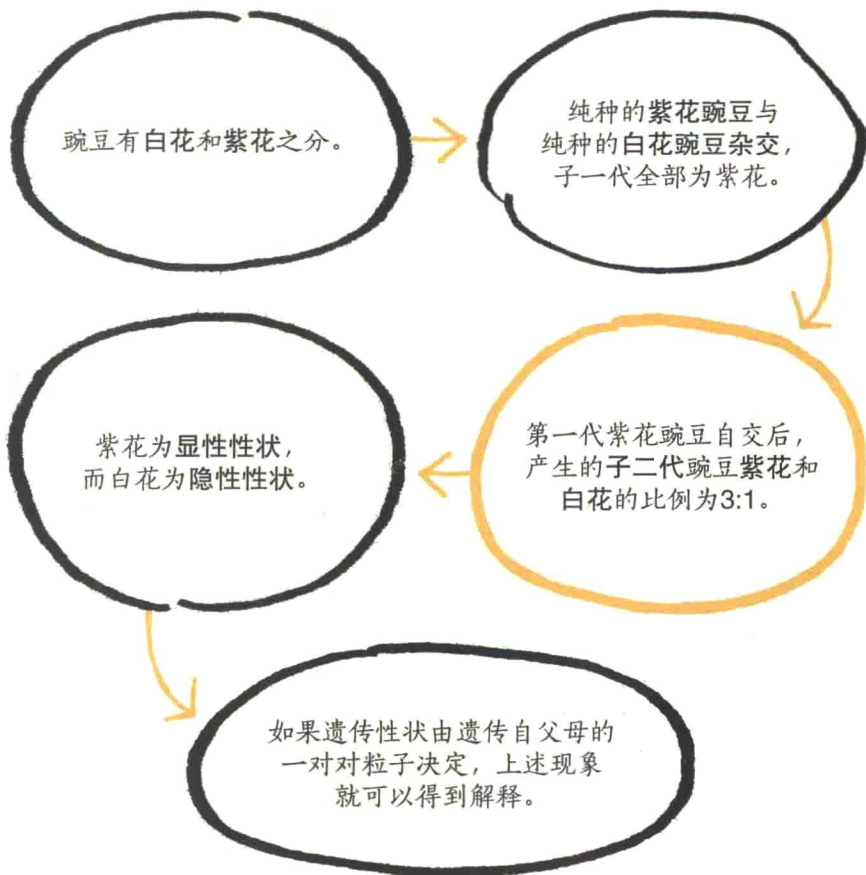 豌豆有白花和紫花之分。
纯种的紫花豌豆与
纯种的白花豌豆杂交，
子一代全部为紫花。
第一代紫花豌豆自交后，
产生的子二代豌豆紫花和
白花的比例为3:1。
紫花为显性性状，
而白花为隐性性状。
如果遗传性状由遗传自父母的
一对对粒子决定，上述现象
就可以得到解释。